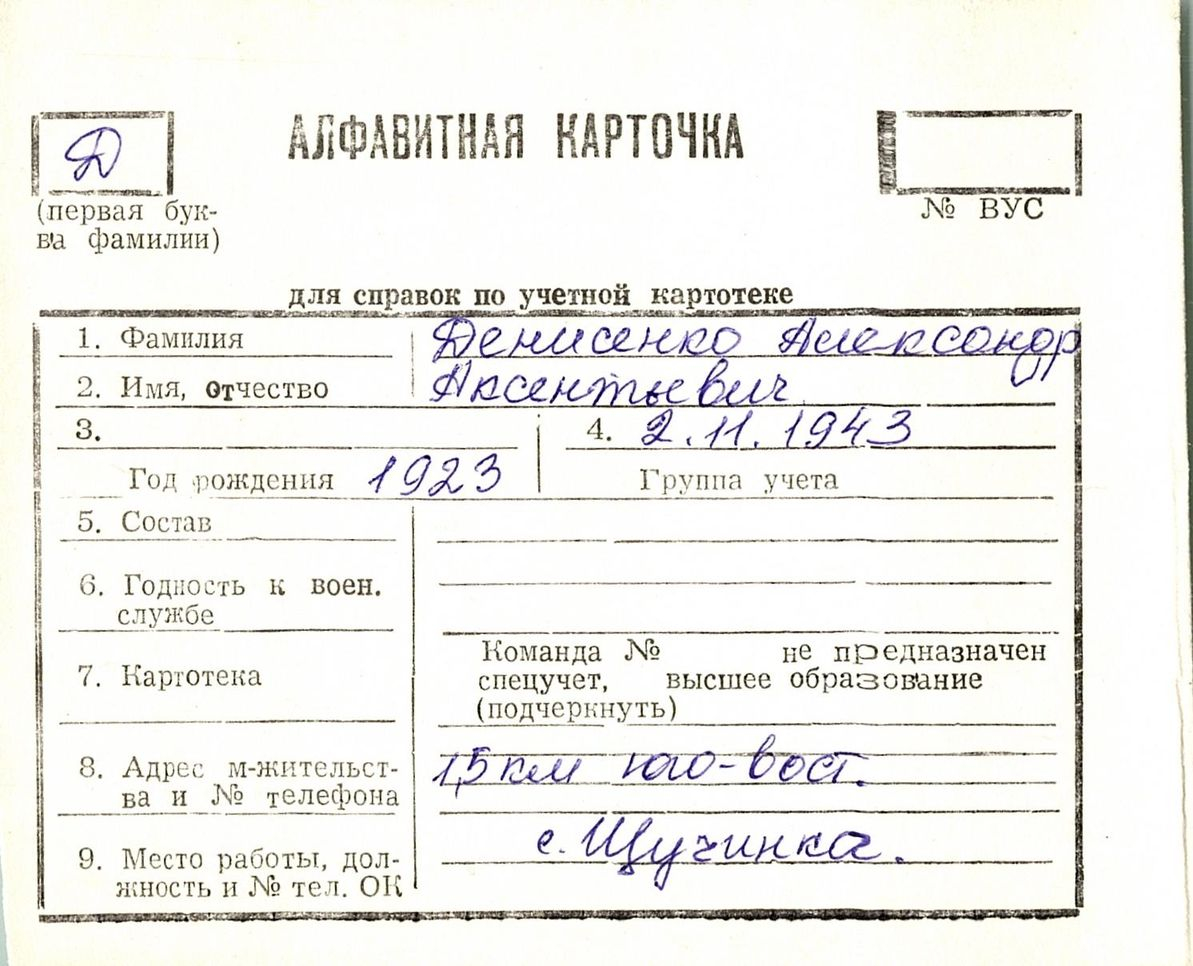 Д
АЛФАВИТНАЯ КАРТОЧКА
(первая бук-
ва фамилии)
№ ВУС
для справок по учетной картотеке
1. Фамилия Денисенко Александр
2. Имя, отчество Аксентьевич
3. 4. 2.11.1943
Год рождения 1923 Группа учета
5. Состав
6. Годность к воен.
службе
7. Картотека
Команда № не предназначен
спецучет, высшее образование
(подчеркнуть)
8. Адрес м-жительст-
ва и № телефона
1,5 км юго-вост.
с. Щучинка.
9. Место работы, дол-
жность и № тел. ОК